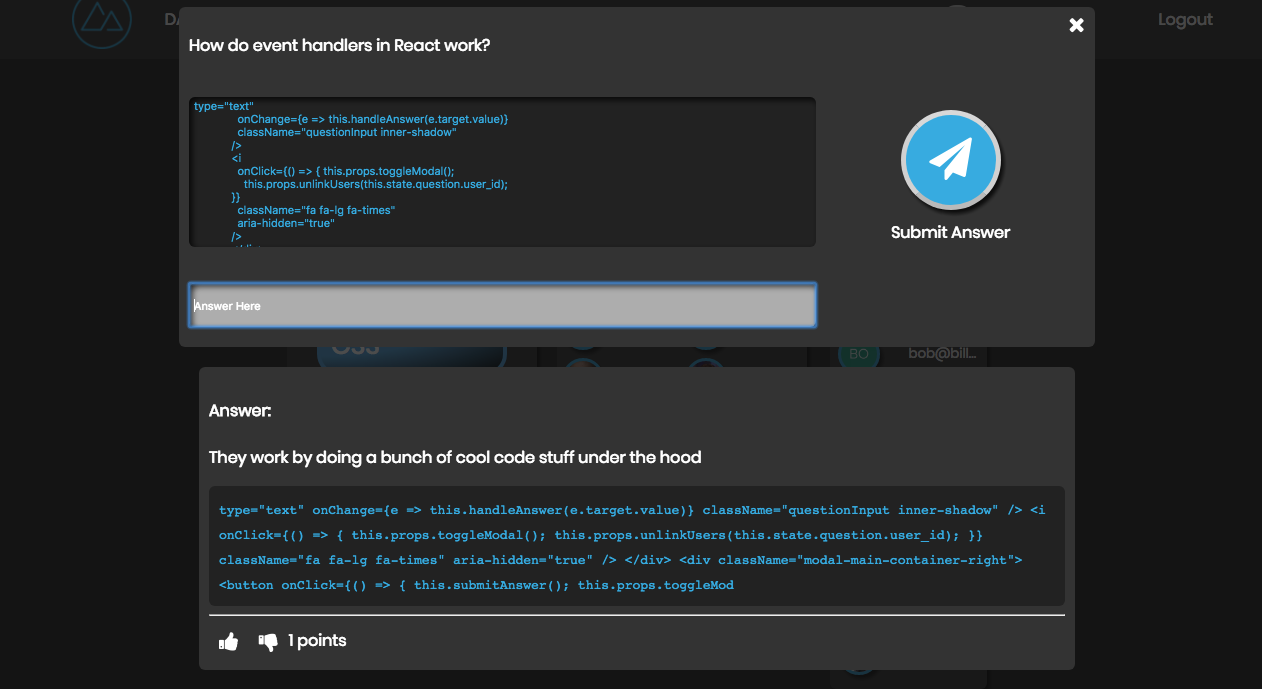 Logout
How do event handlers in React work?
type="text"
onChange={e => this.handleAnswer(e.target.value)}
className="questionInput inner-shadow"
/>
<i
onClick={() => { this.props.toggleModal();
this.props.unlinkUsers(this.state.question.user_id);
}}
className="fa fa-lg fa-times"
aria-hidden="true"
/>
Submit Answer
Answer Here
CSS
BO
bob@bill...
Answer:
They work by doing a bunch of cool code stuff under the hood
type="text" onChange={e => this.handleAnswer(e.target.value)} className="questionInput inner-shadow" /> <i
onClick={() => { this.props.toggleModal(); this.props.unlinkUsers(this.state.question.user_id); }}
className="fa fa-lg fa-times" aria-hidden="true" /> </div> <div className="modal-main-container-right">
<button onClick={() => { this.submitAnswer(); this.props.toggleMod
1 points